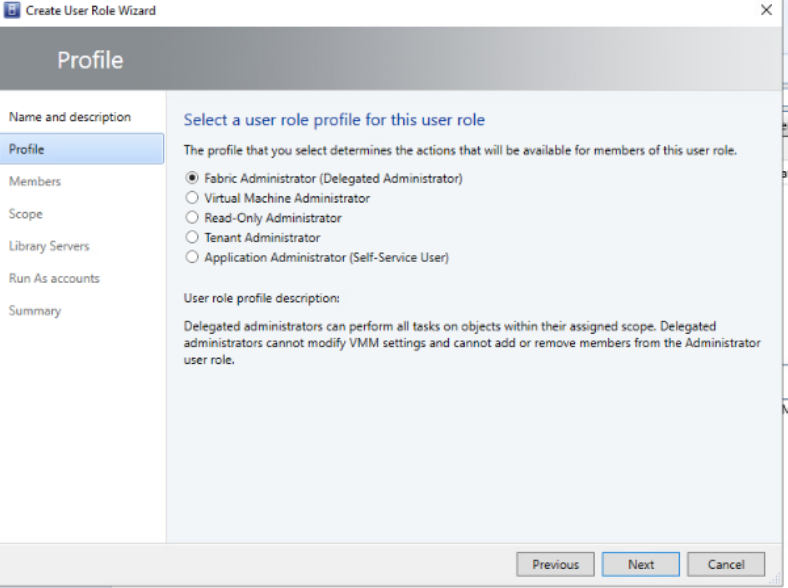 Create User Role Wizard
Profile
Name and description
Profile
Members
Scope
Library Servers
Run As accounts
Summary
Select a user role profile for this user role
The profile that you select determines the actions that will be available for members of this user role.
Fabric Administrator (Delegated Administrator)
Virtual Machine Administrator
Read-Only Administrator
Tenant Administrator
Application Administrator (Self-Service User)
User role profile description:
Delegated administrators can perform all tasks on objects within their assigned scope. Delegated
administrators cannot modify VMM settings and cannot add or remove members from the Administrator
user role.
Previous
Next
Cancel